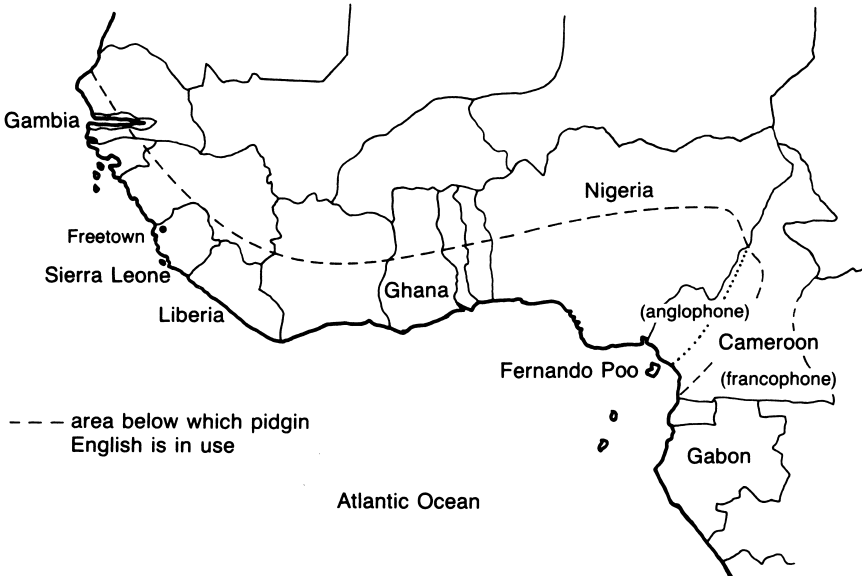 Gambia
Nigeria
Freetown
Sierra Leone
Ghana
(anglophone)
Liberia
Cameroon
Fernando Poo
(francophone)
area below which pidgin
English is in use
Gabon
Atlantic Ocean